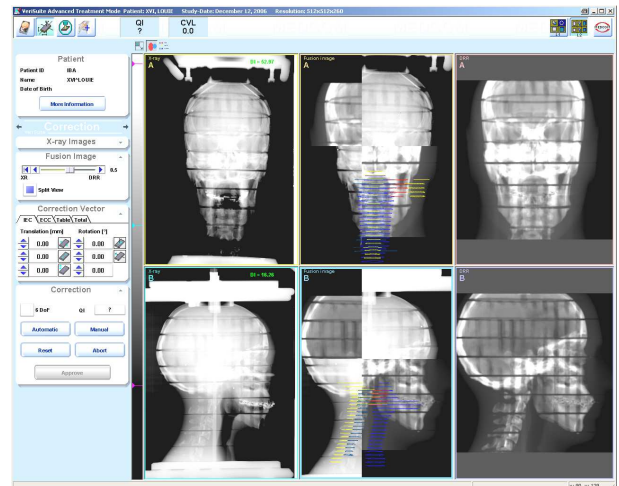 VeriSuite Advanced Treatment Mode Patient: XVI, LOUIE Study-Date: December 12, 2006 Resolution: 512x512x260
QI
?
CVL
0.0
Patient
Patient ID IBA
Name XVI^LOUIE
Date of Birth
More Information
Correction
X-ray Images
Fusion Image
0.5
XR DRR
Split View
Correction Vector
IEC ECC Table Total
Translation [mm] Rotation [°]
0.00 0.00
0.00 0.00
0.00 0.00
Correction
6 DoF QI ?
Automatic Manual
Reset Abort
Approve
X-ray
A
DI = 12,07
Fusion image
A
DRR
A
X-ray
B
DI = 16,26
Fusion image
B
DRR
B